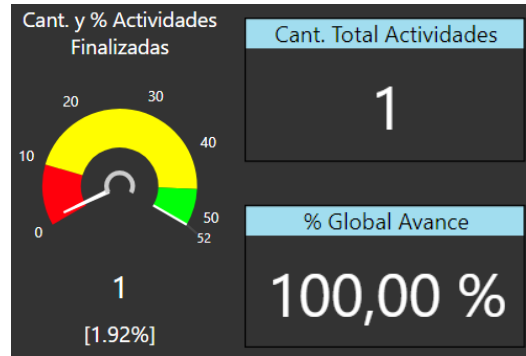 Cant. y % Actividades
Finalizadas
0
10
20
30
40
50
52
1
[1.92%]
Cant. Total Actividades
1
% Global Avance
100,00 %